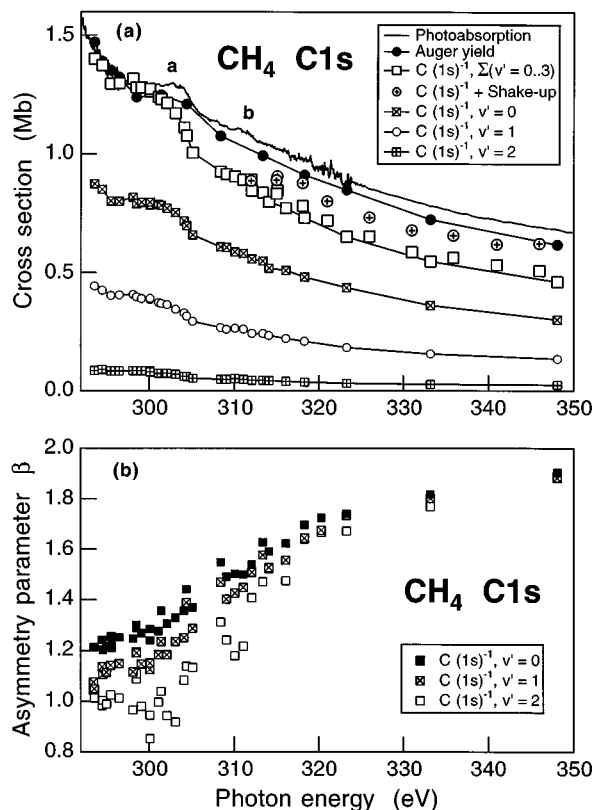 (a)
CH4 C1s
a
b
Photoabsorption
Auger yield
C (1s)⁻¹, Σ(v' = 0..3)
C (1s)⁻¹ + Shake-up
C (1s)⁻¹, v' = 0
C (1s)⁻¹, v' = 1
C (1s)⁻¹, v' = 2
Cross section (Mb)
1.5
1.0
0.5
0.0
300 310 320 330 340 350
(b)
Asymmetry parameter β
2.0
1.8
1.6
1.4
1.2
1.0
0.8
CH4 C1s
C (1s)⁻¹, v' = 0
C (1s)⁻¹, v' = 1
C (1s)⁻¹, v' = 2
300 310 320 330 340 350
Photon energy (eV)